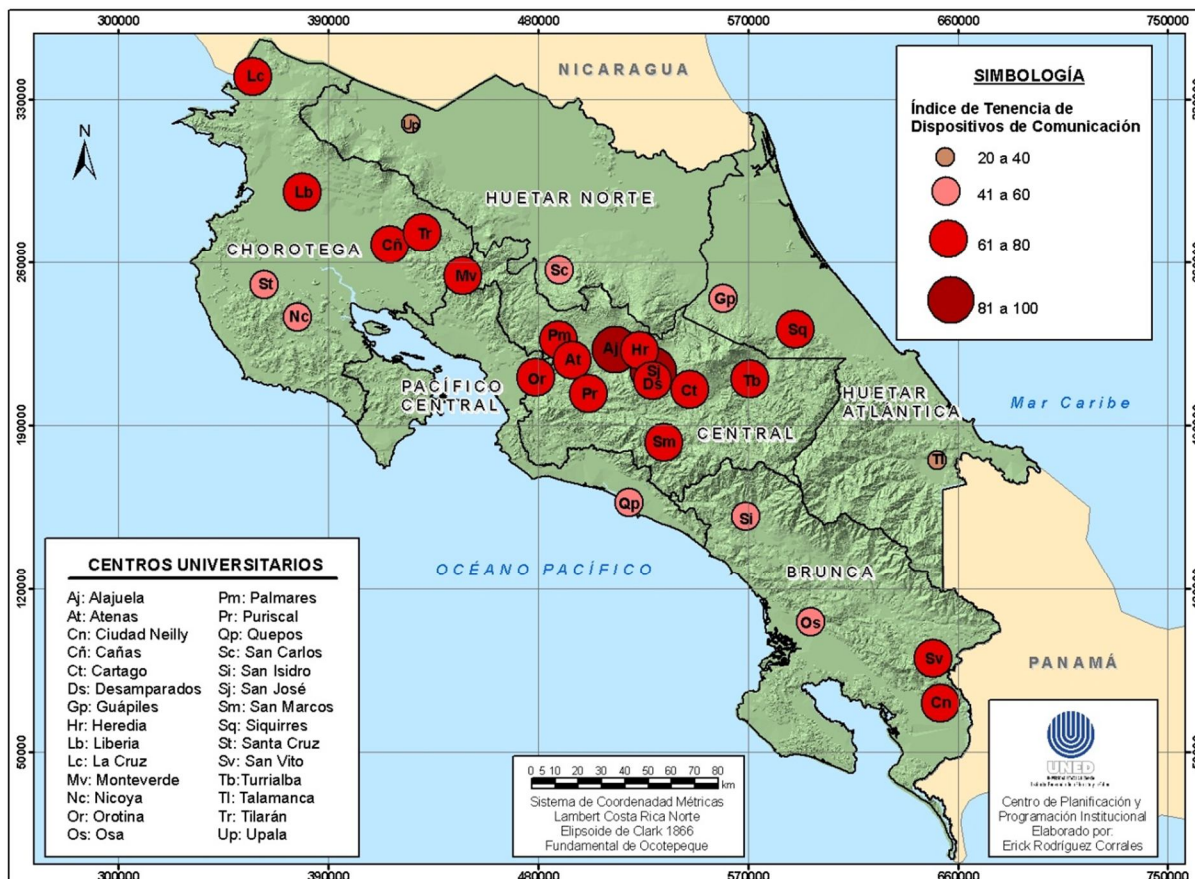 300000 390000 480000 570000 660000 750000
NICARAGUA
SIMBOLOGÍA
Índice de Tenencia de
Dispositivos de Comunicación
20 a 40
41 a 60
61 a 80
81 a 100
330000
N
Lc
Up
HUETAR NORTE
Lb
Tr
Cñ
CHOROTEGA
Mv
Sc
St
Gp
Nc
Sq
Pm
Aj
Hr
At
Sj
Or
Ds
Ct
Tb
Pr
PACÍFICO
CENTRAL
HUETAR
ATLÁNTICA
Mar Caribe
190000
Sm
CENTRAL
Tl
Qp
Si
OCÉANO PACÍFICO
BRUNCA
120000
Os
Sv
PANAMÁ
Cn
CENTROS UNIVERSITARIOS
Aj: Alajuela
At: Atenas
Cn: Ciudad Neilly
Cñ: Cañas
Ct: Cartago
Ds: Desamparados
Gp: Guápiles
Hr: Heredia
Lb: Liberia
Lc: La Cruz
Mv: Monteverde
Nc: Nicoya
Or: Orotina
Os: Osa
Pm: Palmares
Pr: Puriscal
Qp: Quepos
Sc: San Carlos
Si: San Isidro
Sj: San José
Sm: San Marcos
Sq: Siquirres
St: Santa Cruz
Sv: San Vito
Tb:Turrialba
Tl: Talamanca
Tr: Tilarán
Up: Upala
0 5 10 20 30 40 50 60 70 80
km
Sistema de Coordenadad Métricas
Lambert Costa Rica Norte
Elipsoide de Clark 1866
Fundamental de Ocotepeque
UNED
Centro de Planificación y
Programación Institucional
Elaborado por:
Erick Rodríguez Corrales
300000 390000 480000 570000 660000 750000